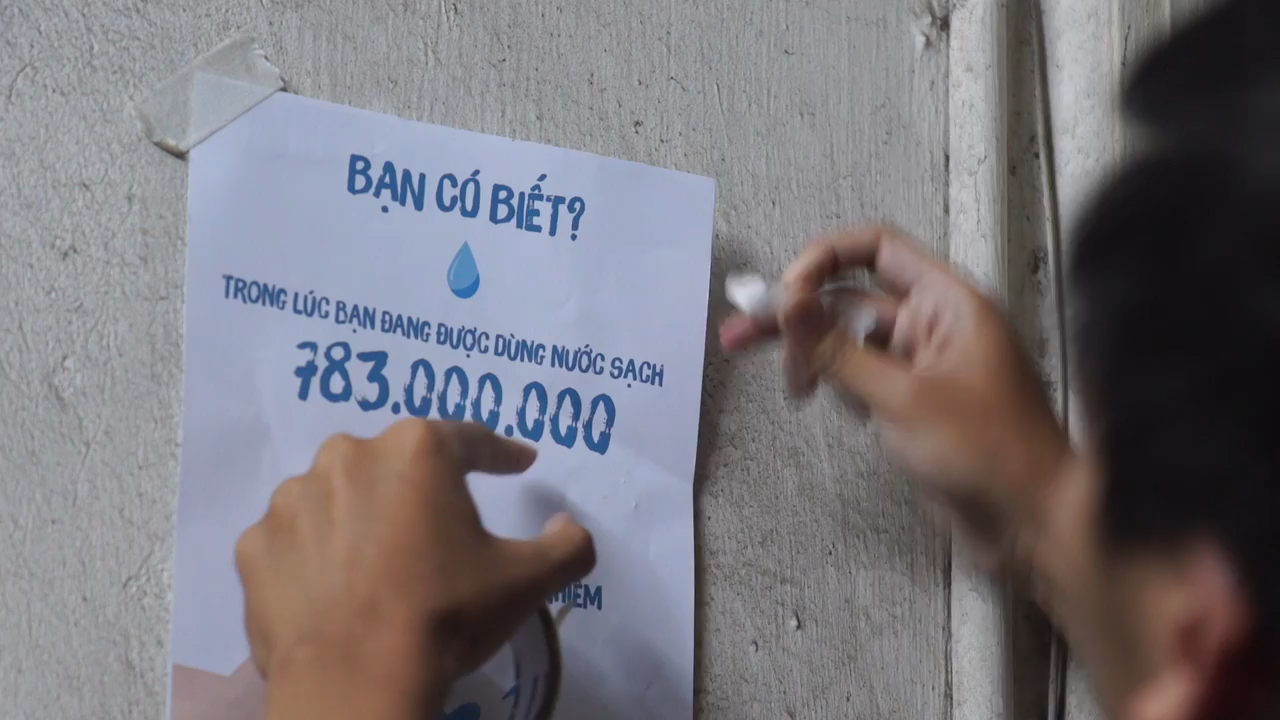 BẠN CÓ BIẾT?
TRONG LÚC BẠN ĐANG ĐƯỢC DÙNG NƯỚC SẠCH
783.000.000